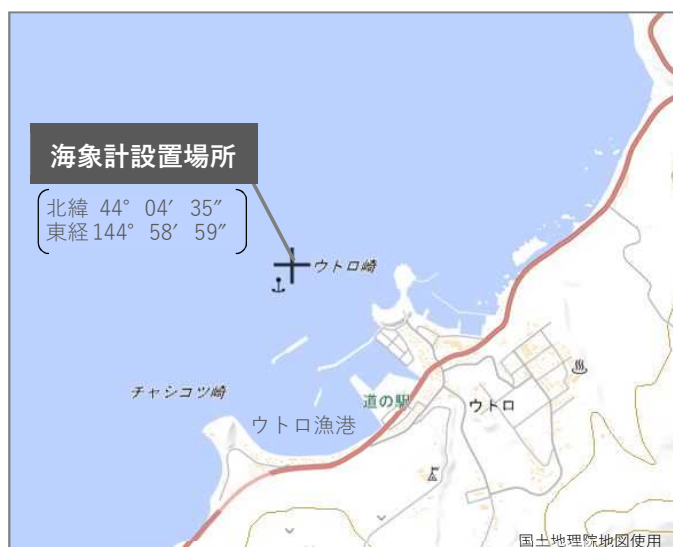 海象計設置場所
北緯 44° 04′ 35″
東経 144° 58′ 59″
ウトロ崎
チャシコツ崎
道の駅
ウトロ
ウトロ漁港
国土地理院地図使用